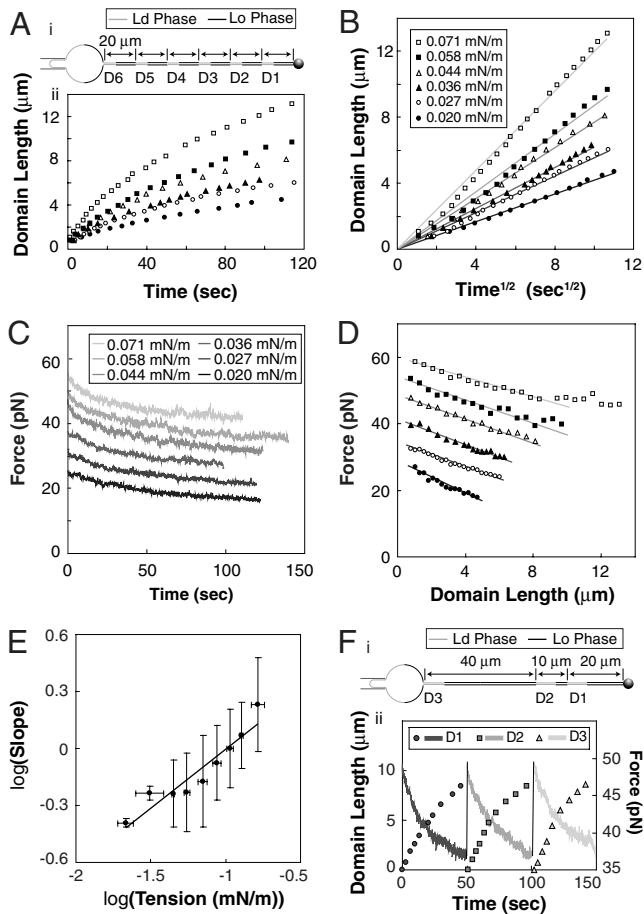 A
i
Ld Phase Lo Phase
20 μm
D6 D5 D4 D3 D2 D1
ii
Domain Length (μm)
12
8
4
0
0 40 80 120
Time (sec)
B
Domain Length (μm)
12
8
4
0
0.071 mN/m
0.058 mN/m
0.044 mN/m
0.036 mN/m
0.027 mN/m
0.020 mN/m
0 4 8 12
Time1/2 (sec1/2)
C
Force (pN)
60
40
20
0
0.071 mN/m 0.036 mN/m
0.058 mN/m 0.027 mN/m
0.044 mN/m 0.020 mN/m
0 50 100 150
Time (sec)
D
Force (pN)
60
40
20
0
0 4 8 12
Domain Length (μm)
E
log(Slope)
0.6
0.3
-0
-0.3
-0.6
-2 -1.5 -1 -0.5
log(Tension (mN/m))
F
i
Ld Phase Lo Phase
40 μm 10 μm 20 μm
D3 D2 D1
ii
Domain Length (μm)
15
10
5
0
D1 D2 D3
50
45
40
35
Force (pN)
0 50 100 150
Time (sec)